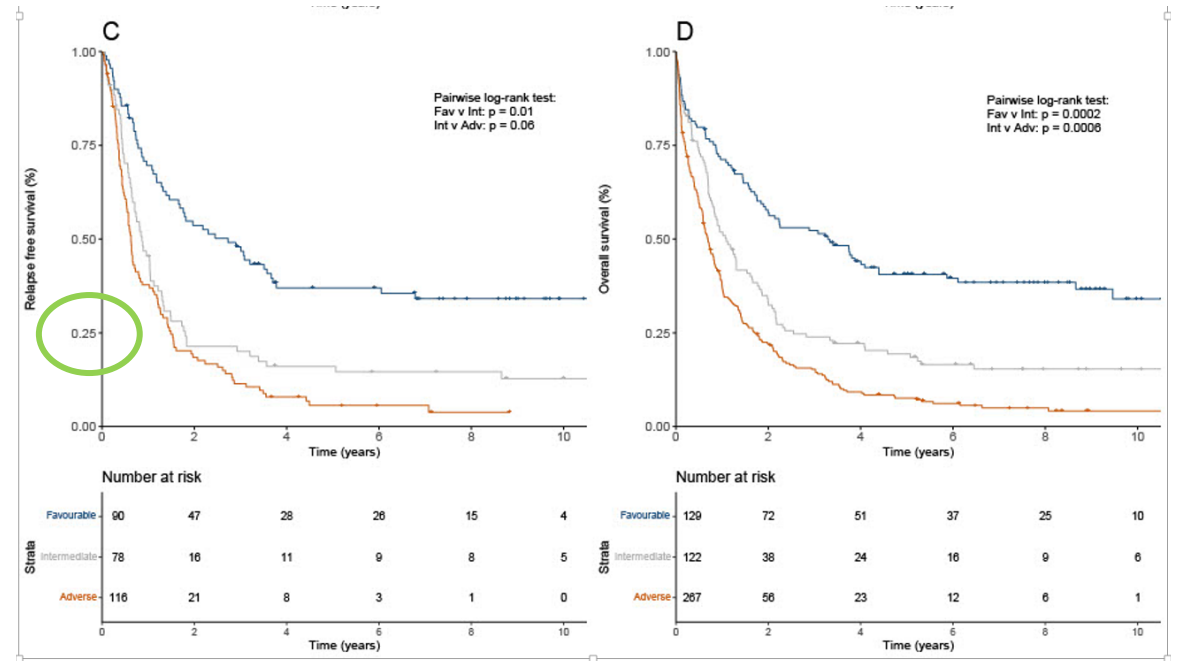 C
1.00
0.75
0.50
0.25
0.00
Relapse free survival (%)
Pairwise log-rank test:
Fav v Int: p = 0.01
Int v Adv: p = 0.06
0 2 4 6 8 10
Time (years)
Number at risk
Strata
Favourable 90 47 28 26 15 4
Intermediate 78 16 11 9 8 5
Adverse 116 21 8 3 1 0
0 2 4 6 8 10
Time (years)
D
1.00
0.75
0.50
0.25
0.00
Overall survival (%)
Pairwise log-rank test:
Fav v Int: p = 0.0002
Int v Adv: p = 0.0006
0 2 4 6 8 10
Time (years)
Number at risk
Strata
Favourable 129 72 51 37 25 10
Intermediate 122 38 24 16 9 6
Adverse 267 56 23 12 6 1
0 2 4 6 8 10
Time (years)